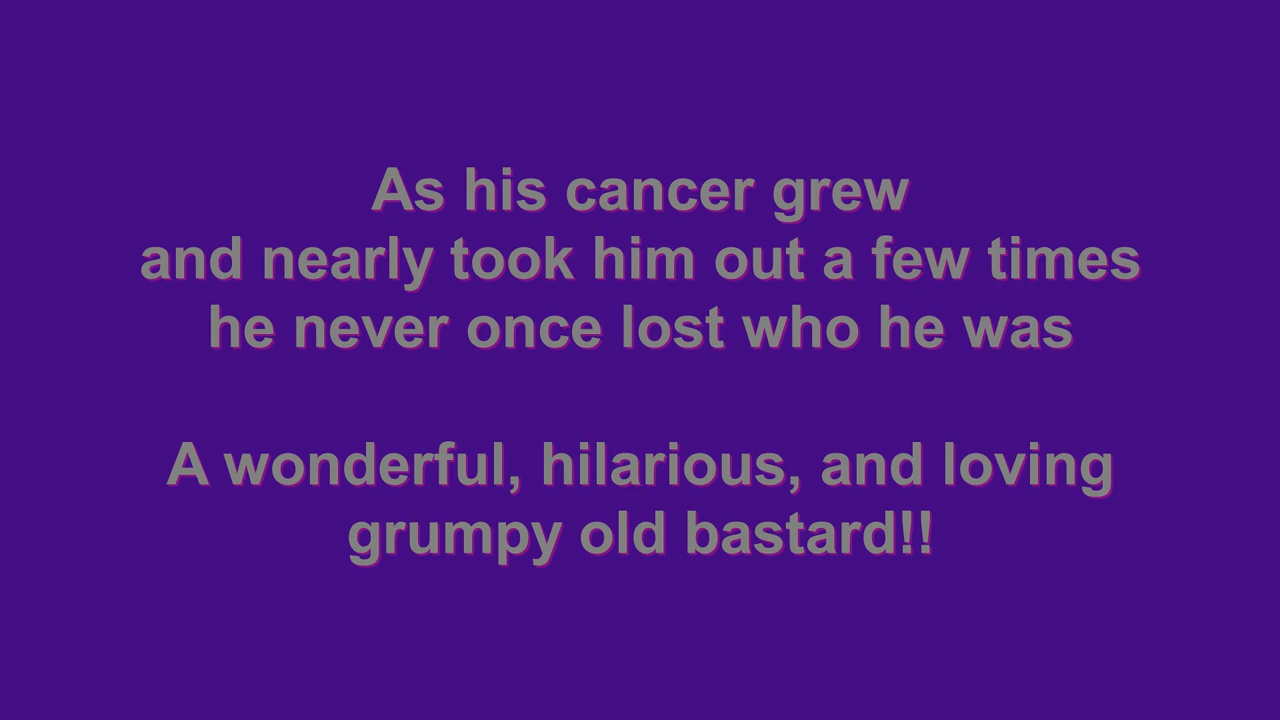 As his cancer grew
and nearly took him out a few times
he never once lost who he was
A wonderful, hilarious, and loving
grumpy old bastard!!